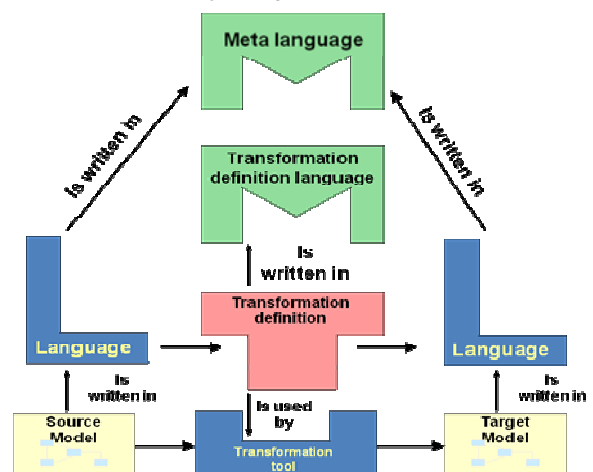 Meta language
Is written in
Is written in
Transformation
definition language
Is
written in
Transformation
definition
Language
Language
Is
written in
Is used
by
Is
written in
Source
Model
Transformation
tool
Target
Model